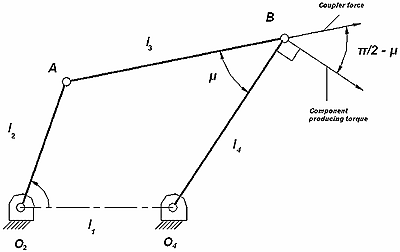 Coupler force
B
l3
π/2 - μ
A
μ
Component
producing torque
l2
l4
l1
O2
O4